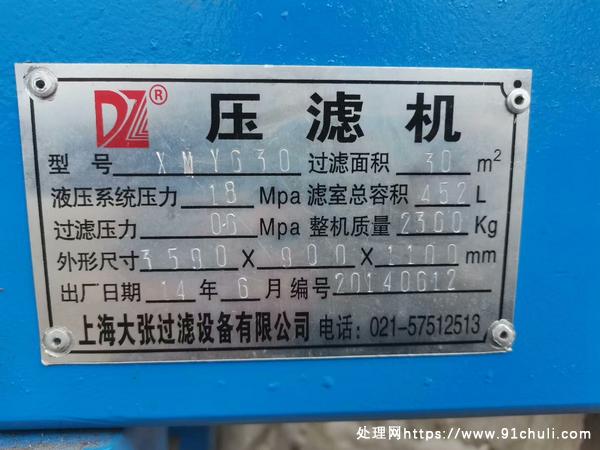 DZ® 压滤机
型号 XMYG30 过滤面积 30 m²
液压系统压力 18 Mpa 滤室总容积 452 L
过滤压力 06 Mpa 整机质量 2360 Kg
外形尺寸 3590 X 900 X 1100 mm
出厂日期 14 年 6 月 编号 20140612
上海大张过滤设备有限公司 电话: 021-57512513
处理网https://www.91chuli.com/